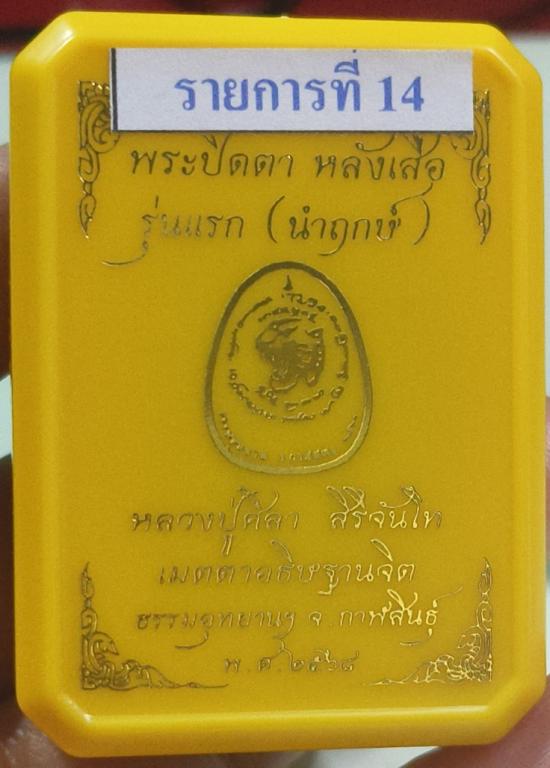 รายการที่ 14
พระปิดตา หลังเสือ
รุ่นแรก (นำฤกษ์)
หลวงปู่ศิลา สิริจันโท
เมตตาอธิษฐานจิต
ธรรมอุทยานฯ จ.กาฬสินธุ์
พ.ศ.๒๕๖๘